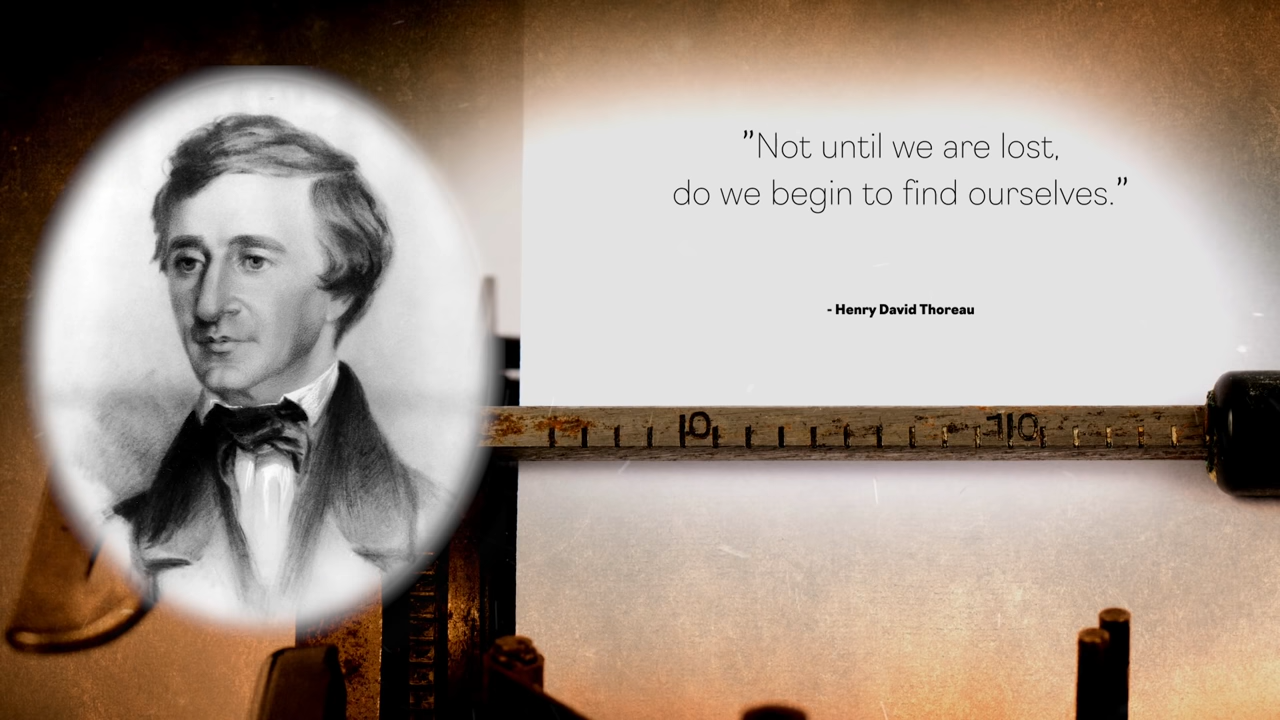 ”Not until we are lost,
do we begin to find ourselves.”
- Henry David Thoreau